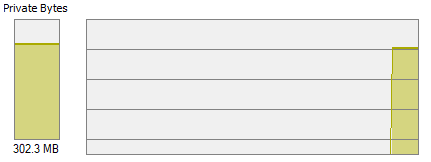 Private Bytes
302.3 MB